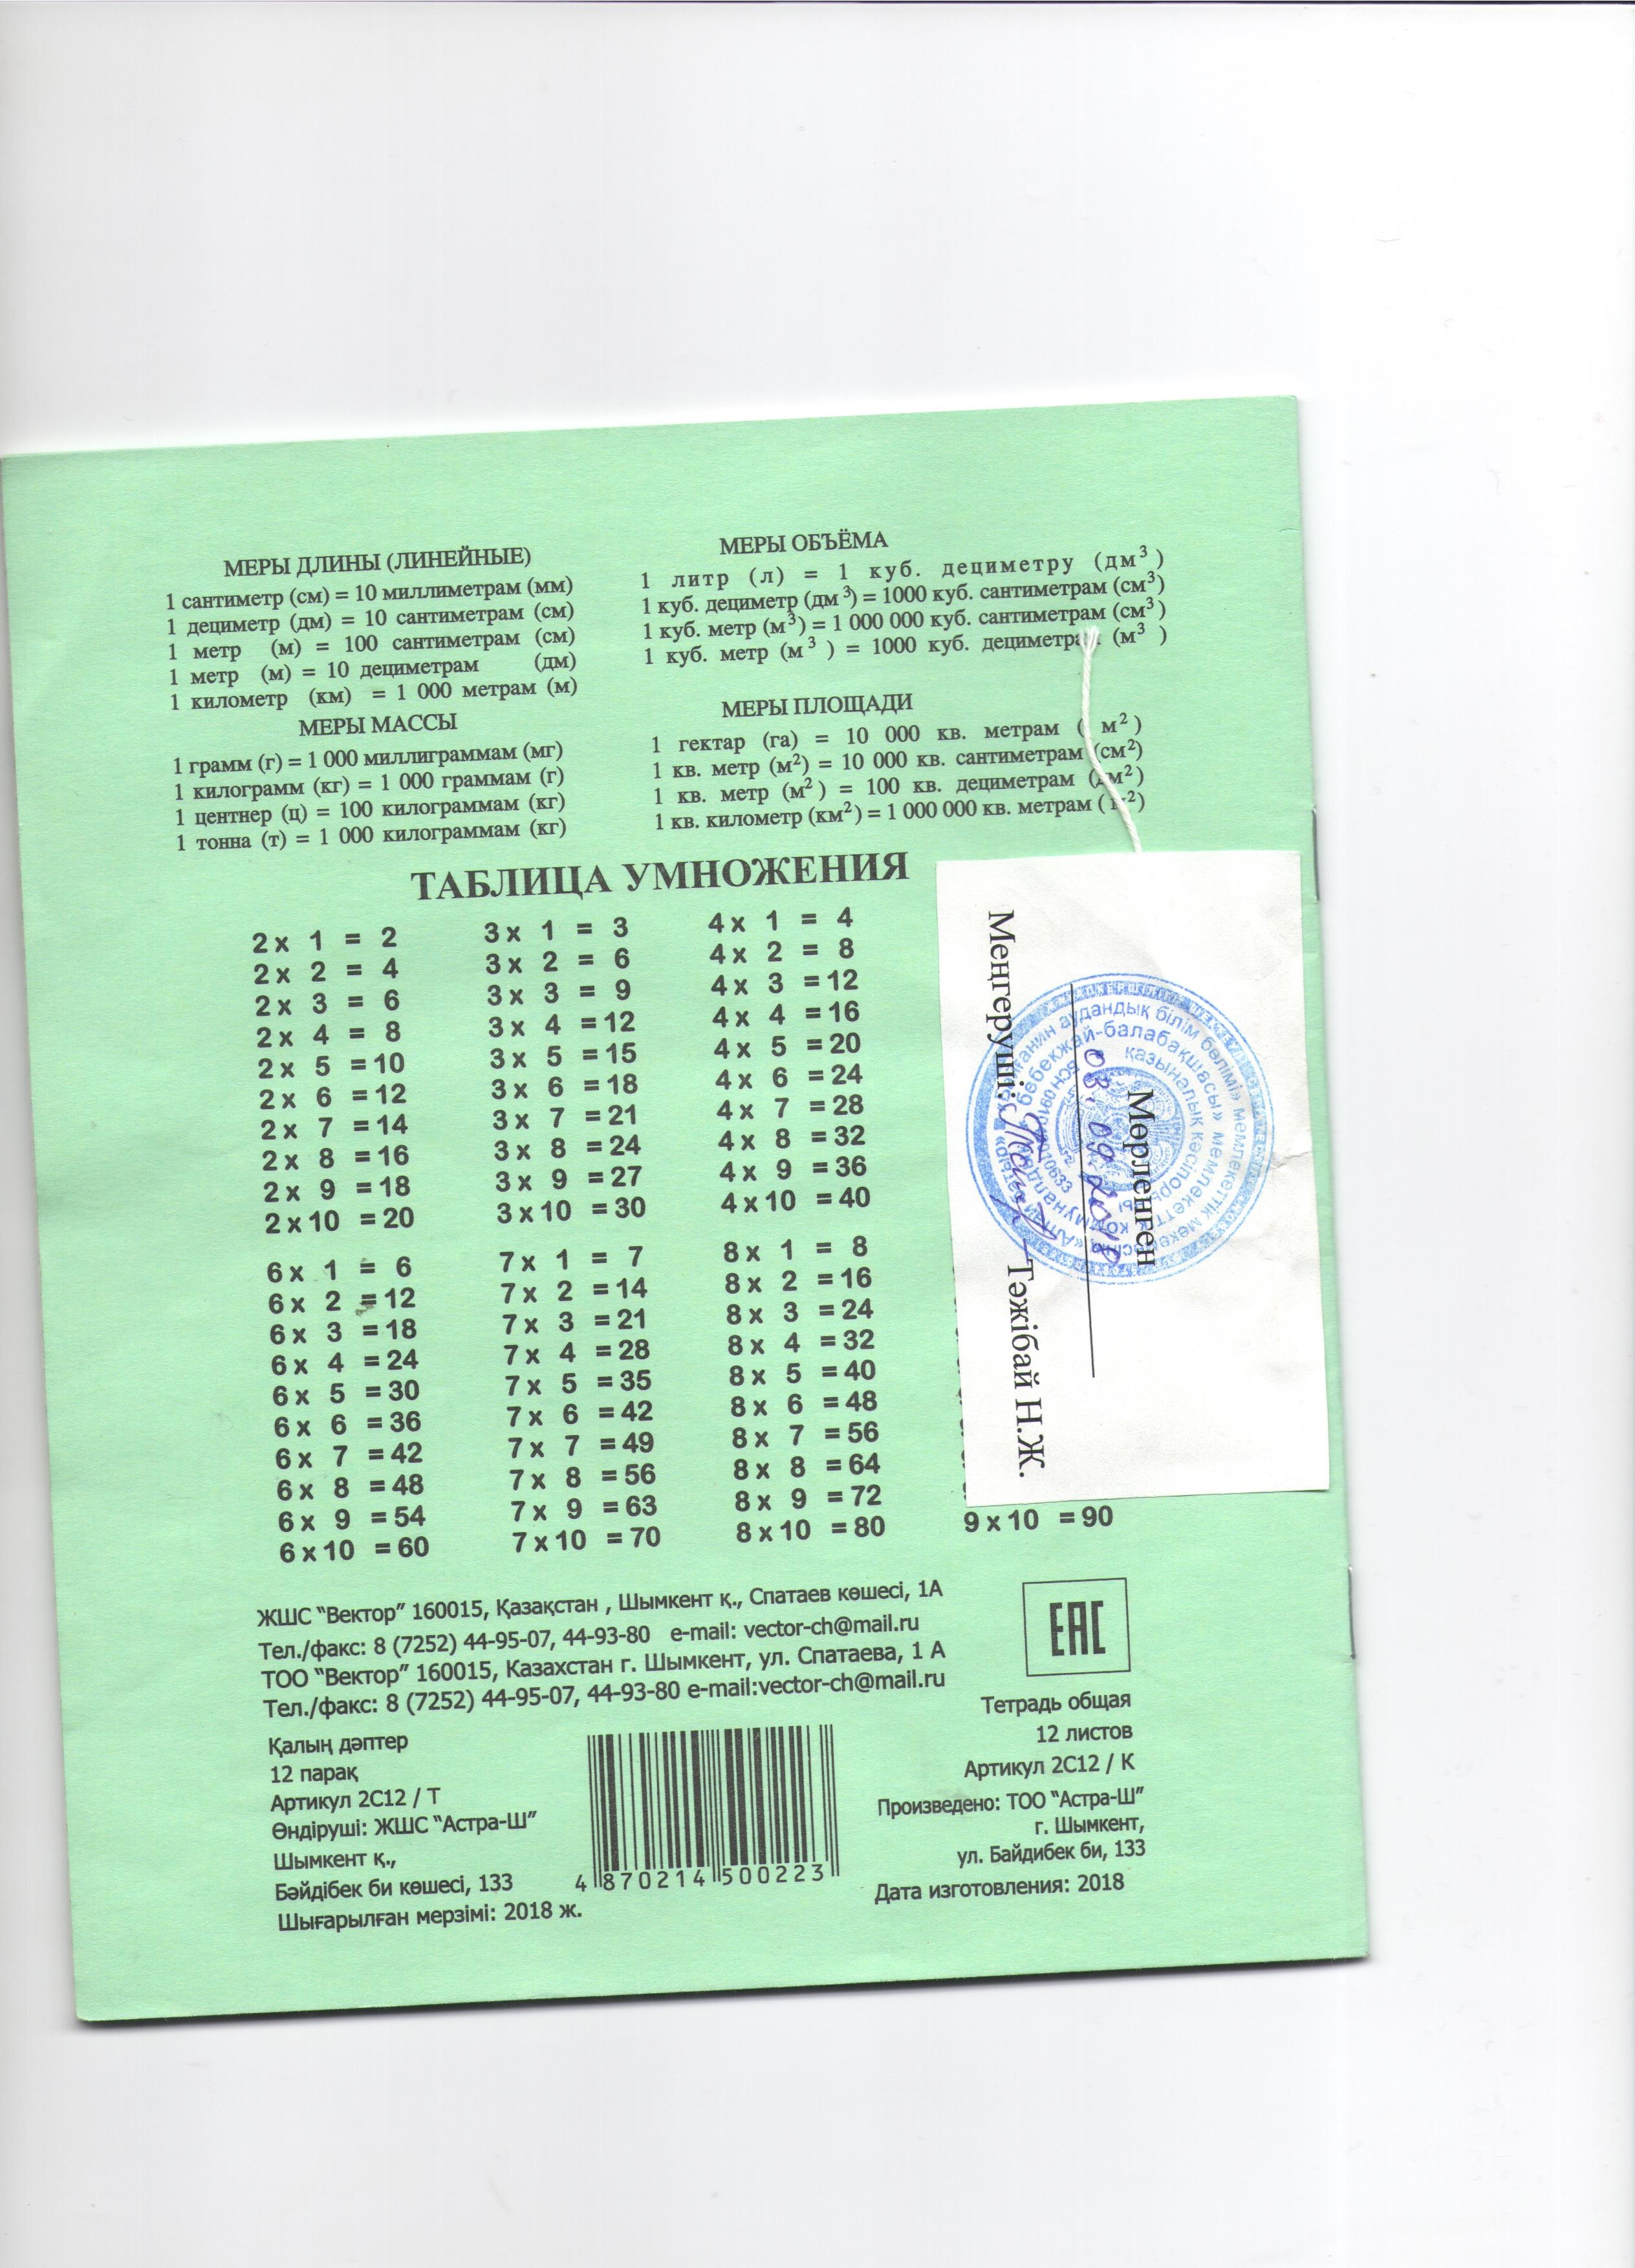 МЕРЫ ДЛИНЫ (ЛИНЕЙНЫЕ)
1 сантиметр (см) = 10 миллиметрам (мм)
1 дециметр (дм) = 10 сантиметрам (см)
1 метр (м) = 100 сантиметрам (см)
1 метр (м) = 10 дециметрам (дм)
1 километр (км) = 1 000 метрам (м)
МЕРЫ МАССЫ
1 грамм (г) = 1 000 миллиграммам (мг)
1 килограмм (кг) = 1 000 граммам (г)
1 центнер (ц) = 100 килограммам (кг)
1 тонна (т) = 1 000 килограммам (кг)
МЕРЫ ОБЪЁМА
1 литр (л) = 1 куб. дециметру (дм³)
1 куб. дециметр (дм³) = 1000 куб. сантиметрам (см³)
1 куб. метр (м³) = 1 000 000 куб. сантиметрам (см³)
1 куб. метр (м³) = 1000 куб. (м³)
МЕРЫ ПЛОЩАДИ
1 гектар (га) = 10 000 кв. метрам ( м²)
1 кв. метр (м²) = 10 000 кв. сантиметрам (см²)
1 кв. метр (м²) = 100 кв. дециметрам
1 кв. километр (км²) = 1 000 000 кв. метрам
ТАБЛИЦА УМНОЖЕНИЯ
2 x 1 = 2 3 x 1 = 3 4 x 1 = 4
2 x 2 = 4 3 x 2 = 6 4 x 2 = 8
2 x 3 = 6 3 x 3 = 9 4 x 3 = 12
2 x 4 = 8 3 x 4 = 12 4 x 4 = 16
2 x 5 = 10 3 x 5 = 15 4 x 5 = 20
2 x 6 = 12 3 x 6 = 18 4 x 6 = 24
2 x 7 = 14 3 x 7 = 21 4 x 7 = 28
2 x 8 = 16 3 x 8 = 24 4 x 8 = 32
2 x 9 = 18 3 x 9 = 27 4 x 9 = 36
2 x 10 = 20 3 x 10 = 30 4 x 10 = 40
6 x 1 = 6 7 x 1 = 7 8 x 1 = 8
6 x 2 = 12 7 x 2 = 14 8 x 2 = 16
6 x 3 = 18 7 x 3 = 21 8 x 3 = 24
6 x 4 = 24 7 x 4 = 28 8 x 4 = 32
6 x 5 = 30 7 x 5 = 35 8 x 5 = 40
6 x 6 = 36 7 x 6 = 42 8 x 6 = 48
6 x 7 = 42 7 x 7 = 49 8 x 7 = 56
6 x 8 = 48 7 x 8 = 56 8 x 8 = 64
6 x 9 = 54 7 x 9 = 63 8 x 9 = 72
6 x 10 = 60 7 x 10 = 70 8 x 10 = 80 9 x 10 = 90
Мөрленген
03.09.
Меңгеруші: Тәжібай Н.Ж.
аудандық білім бөлімі» мемлекеттік
бөбекжай-балабақшасы» мемлекеттік
қазыналық
ЖШС "Вектор" 160015, Қазақстан , Шымкент қ., Спатаев көшесі, 1А
Тел./факс: 8 (7252) 44-95-07, 44-93-80 e-mail: vector-ch@mail.ru
ТОО "Вектор" 160015, Казахстан г. Шымкент, ул. Спатаева, 1 А
Тел./факс: 8 (7252) 44-95-07, 44-93-80 e-mail:vector-ch@mail.ru
EAC
Қалың дәптер
12 парақ
Артикул 2С12 / Т
Өндіруші: ЖШС "Астра-Ш"
Шымкент қ.,
Бәйдібек би көшесі, 133
Шығарылған мерзімі: 2018 ж.
4 870214 500223
Тетрадь общая
12 листов
Артикул 2С12 / К
Произведено: ТОО "Астра-Ш"
г. Шымкент,
ул. Байдибек би, 133
Дата изготовления: 2018